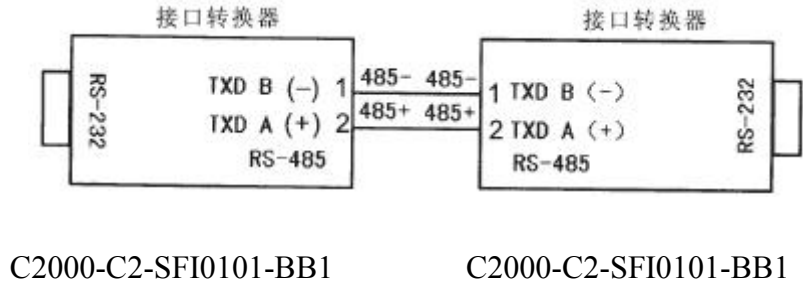 接口转换器 接口转换器
RS-232 TXD B (-) 1 485- 485- 1 TXD B (-) RS-232
TXD A (+) 2 485+ 485+ 2 TXD A (+)
RS-485 RS-485
C2000-C2-SFI0101-BB1 C2000-C2-SFI0101-BB1